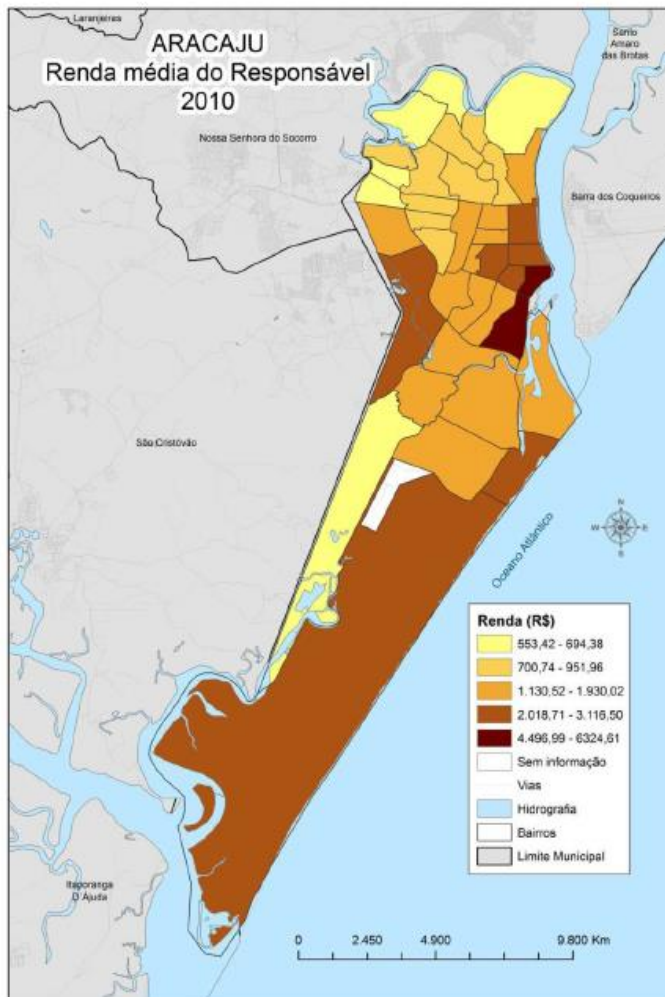 Laranjeiras
ARACAJU
Renda média do Responsável
2010
Santo
Amaro
das Brotas
Nossa Senhora do Socorro
Barra dos Coqueiros
São Cristóvão
N
W
E
S
Oceano Atlântico
Renda (R$)
553,42 - 694,38
700,74 - 951,96
1.130,52 - 1.930,02
2.018,71 - 3.116,50
4.496,99 - 6324,61
Sem informação
Vias
Hidrografia
Bairros
Limite Municipal
Itaporanga
D'Ájuda
0 2.450 4.900 9.800 Km